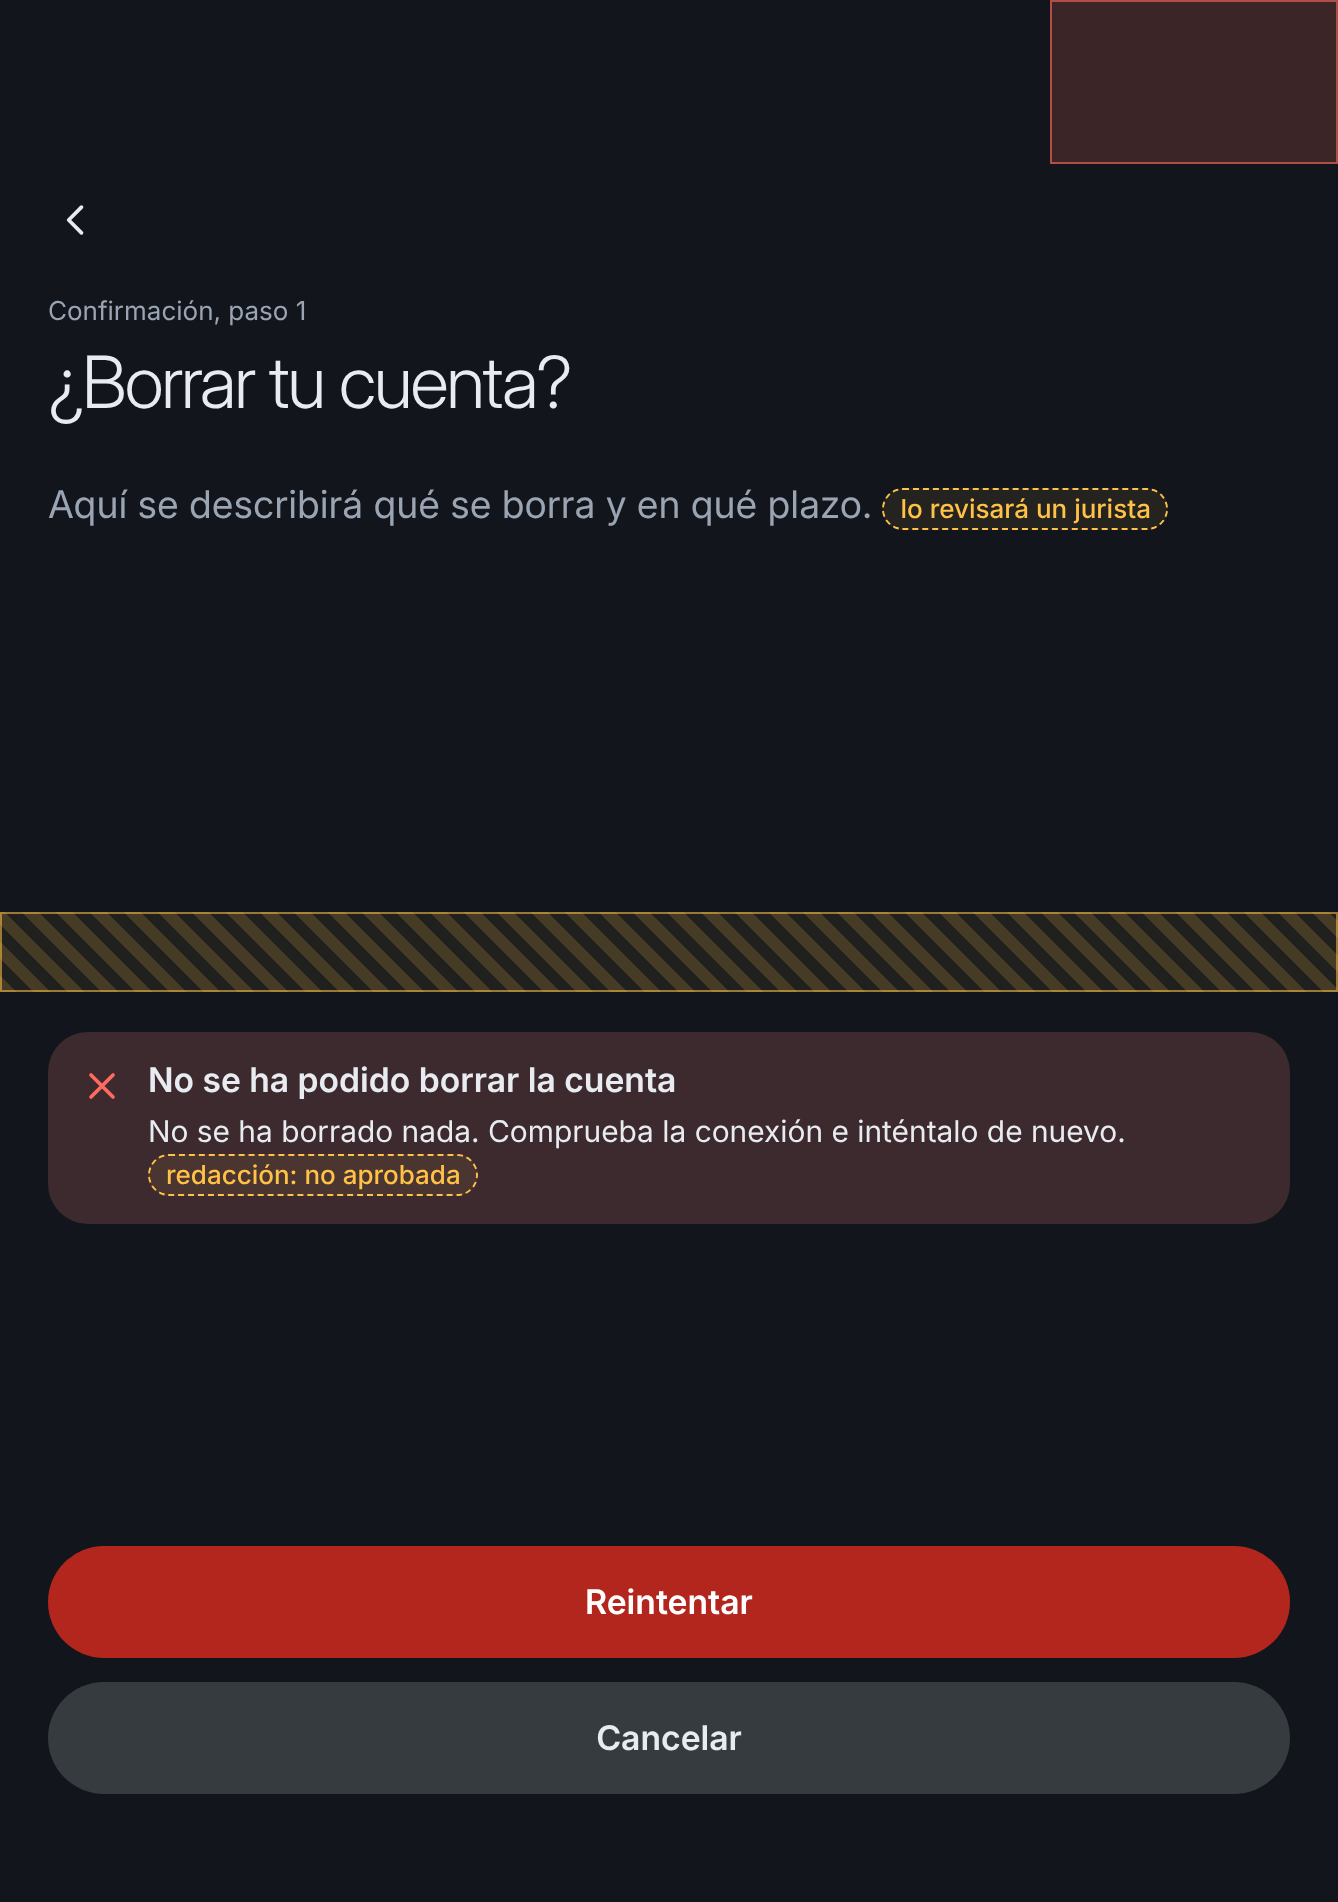 Confirmación, paso 1
¿Borrar tu cuenta?
Aquí se describirá qué se borra y en qué plazo. lo revisará un jurista
No se ha podido borrar la cuenta
No se ha borrado nada. Comprueba la conexión e inténtalo de nuevo.
redacción: no aprobada
Reintentar
Cancelar